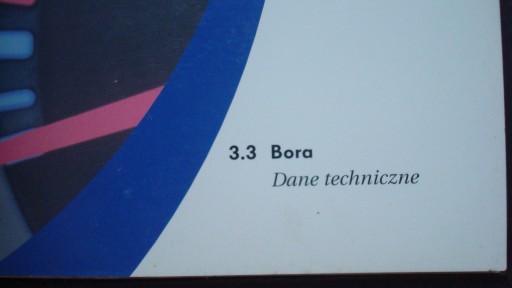 3.3 Bora
Dane techniczne